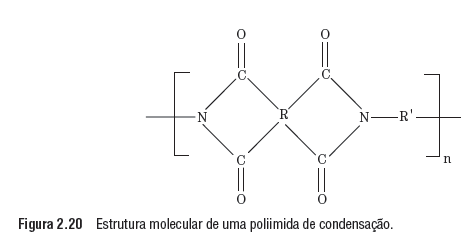 O O
C C
N R N R'
C C
n
O O
Figura 2.20 Estrutura molecular de uma poliimida de condensação.